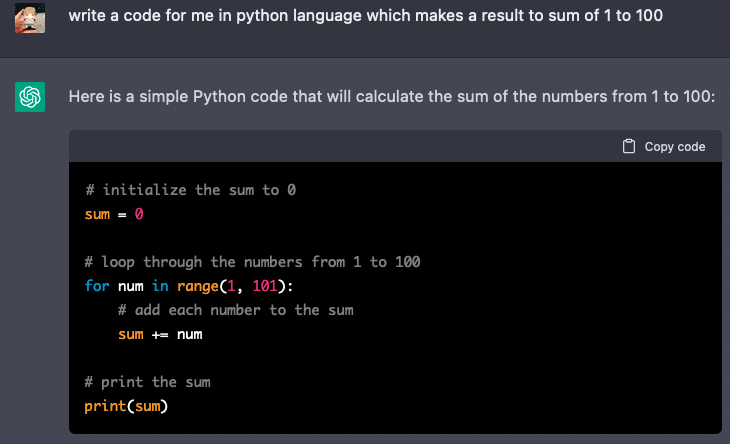 write a code for me in python language which makes a result to sum of 1 to 100
Here is a simple Python code that will calculate the sum of the numbers from 1 to 100:
Copy code
# initialize the sum to 0
sum = 0
# loop through the numbers from 1 to 100
for num in range(1, 101):
    # add each number to the sum
    sum += num
# print the sum
print(sum)